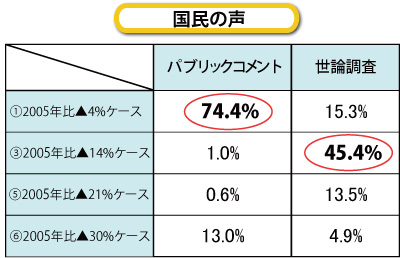 国民の声
パブリックコメント 世論調査
①2005年比▲4%ケース 74.4% 15.3%
③2005年比▲14%ケース 1.0% 45.4%
⑤2005年比▲21%ケース 0.6% 13.5%
⑥2005年比▲30%ケース 13.0% 4.9%